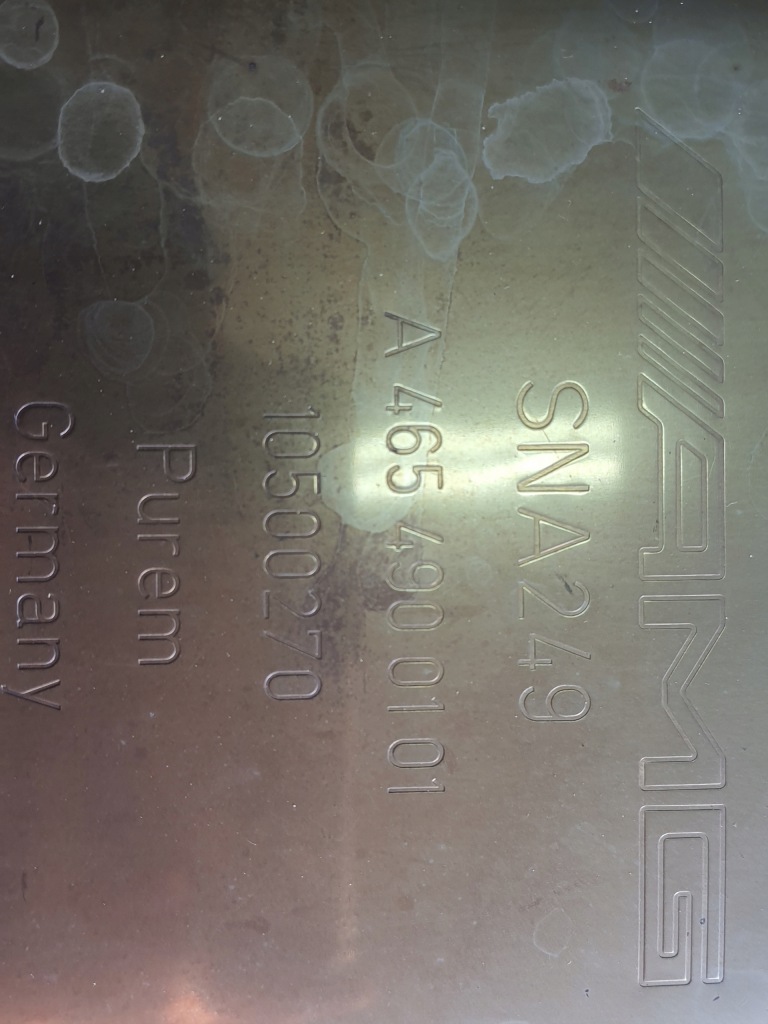 AMG
SNA249
A 465 490 01 01
10500270
Purem
Germany